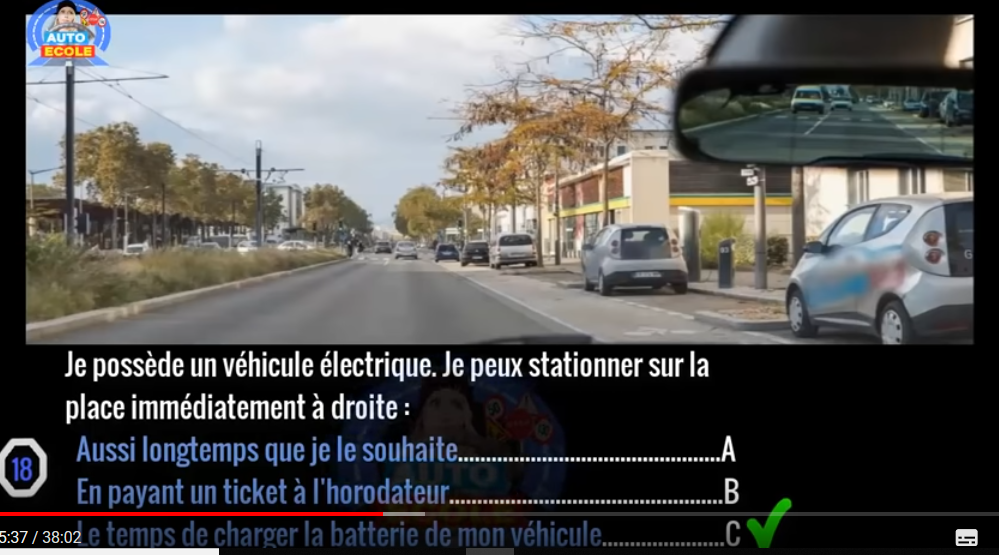 AUTO
ECOLE
Je possède un véhicule électrique. Je peux stationner sur la
place immédiatement à droite :
Aussi longtemps que je le souhaite..........................................A
18
En payant un ticket à l'horodateur............................................B
Le temps de charger la batterie de mon véhicule....................C
5:37 / 38:02